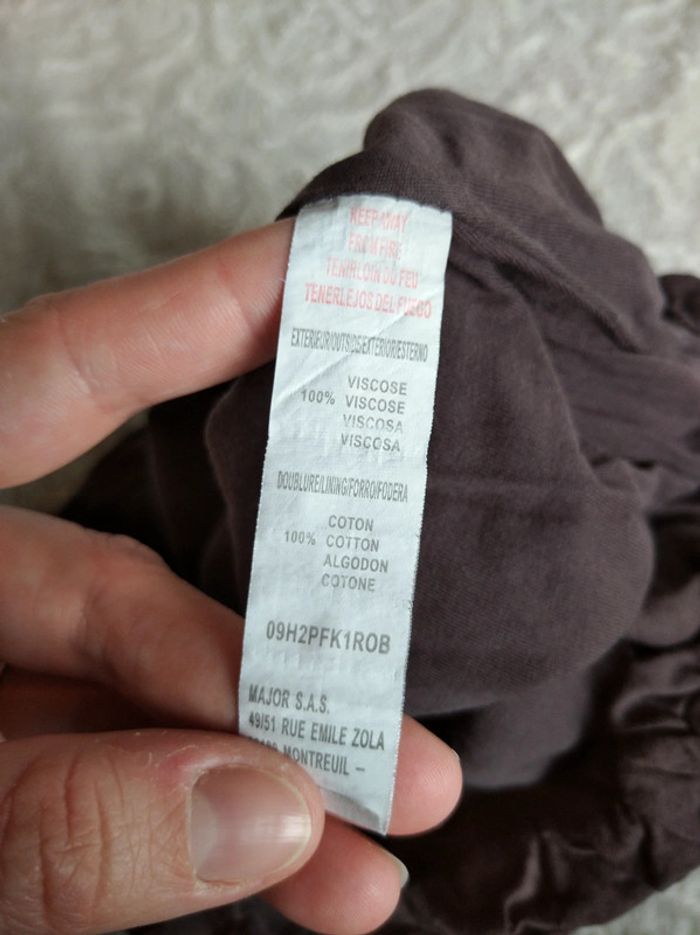 KEEP AWAY
FROM FIRE
TENIR LOIN DU FEU
TENERLEJOS DEL FUEGO
EXTERIEUR/OUTSIDE/EXTERIOR/ESTERNO
VISCOSE
100% VISCOSE
VISCOSA
VISCOSA
DOUBLURE/LINING/FORRO/FODERA
COTON
100% COTTON
ALGODON
COTONE
09H2PFK1ROB
MAJOR S.A.S.
49/51 RUE EMILE ZOLA
MONTREUIL –